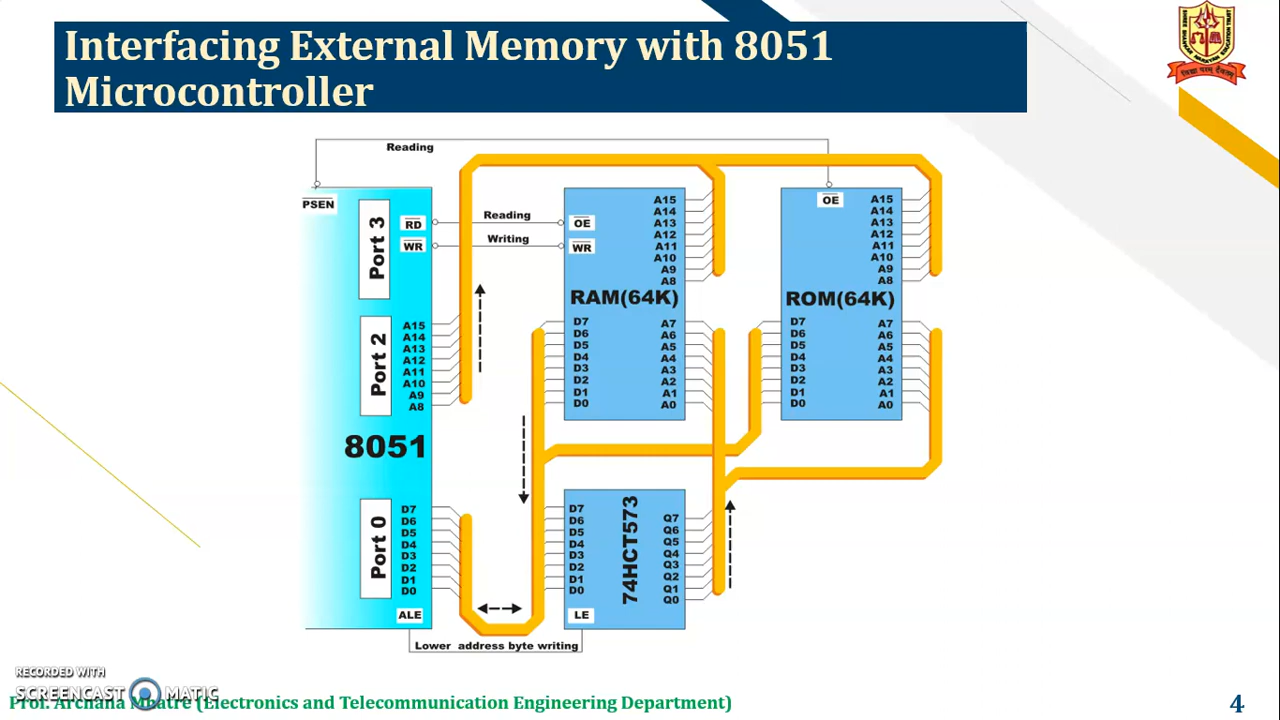 Interfacing External Memory with 8051
Microcontroller
Reading
PSEN
Port 3
RD
WR
Reading
Writing
OE
WR
A15
A14
A13
A12
A11
A10
A9
A8
RAM(64K)
D7
D6
D5
D4
D3
D2
D1
D0
A7
A6
A5
A4
A3
A2
A1
A0
OE
A15
A14
A13
A12
A11
A10
A9
A8
ROM(64K)
D7
D6
D5
D4
D3
D2
D1
D0
A7
A6
A5
A4
A3
A2
A1
A0
Port 2
A15
A14
A13
A12
A11
A10
A9
A8
8051
Port 0
D7
D6
D5
D4
D3
D2
D1
D0
ALE
D7
D6
D5
D4
D3
D2
D1
D0
LE
74HCT573
Q7
Q6
Q5
Q4
Q3
Q2
Q1
Q0
Lower address byte writing
RECORDED WITH
SCREENCAST MATIC
Prof. Archana Mhatre (Electronics and Telecommunication Engineering Department)
4